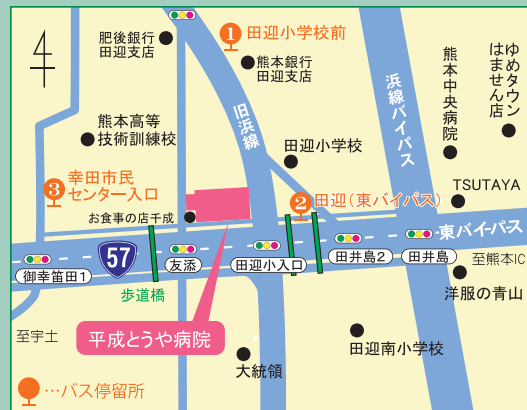 肥後銀行
田迎支店
1
田迎小学校前
熊本銀行
田迎支店
旧浜線
浜線バイパス
熊本中央病院
ゆめタウン
はません店
熊本高等
技術訓練校
田迎小学校
3
幸田市民
センター入口
お食事の店千成
2
田迎(東バイパス)
TSUTAYA
東バイパス
57
御幸笛田1
友添
田迎小入口
田井島2
田井島
至熊本IC
歩道橋
洋服の青山
至宇土
平成とうや病院
大統領
田迎南小学校
…バス停留所